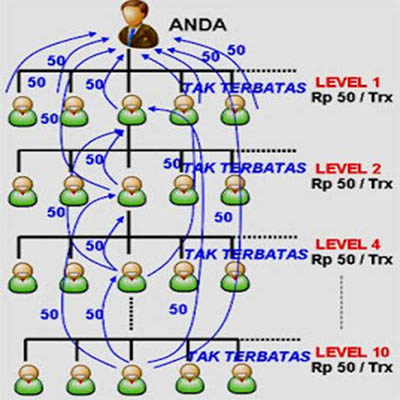 ANDA
50 50 50
50 50
50 50
TAK TERBATAS
LEVEL 1
Rp 50 / Trx
50 50
TAK TERBATAS
LEVEL 2
Rp 50 / Trx
50 50
50
TAK TERBATAS
LEVEL 4
Rp 50 / Trx
50 50 50
TAK TERBATAS
LEVEL 10
Rp 50 / Trx